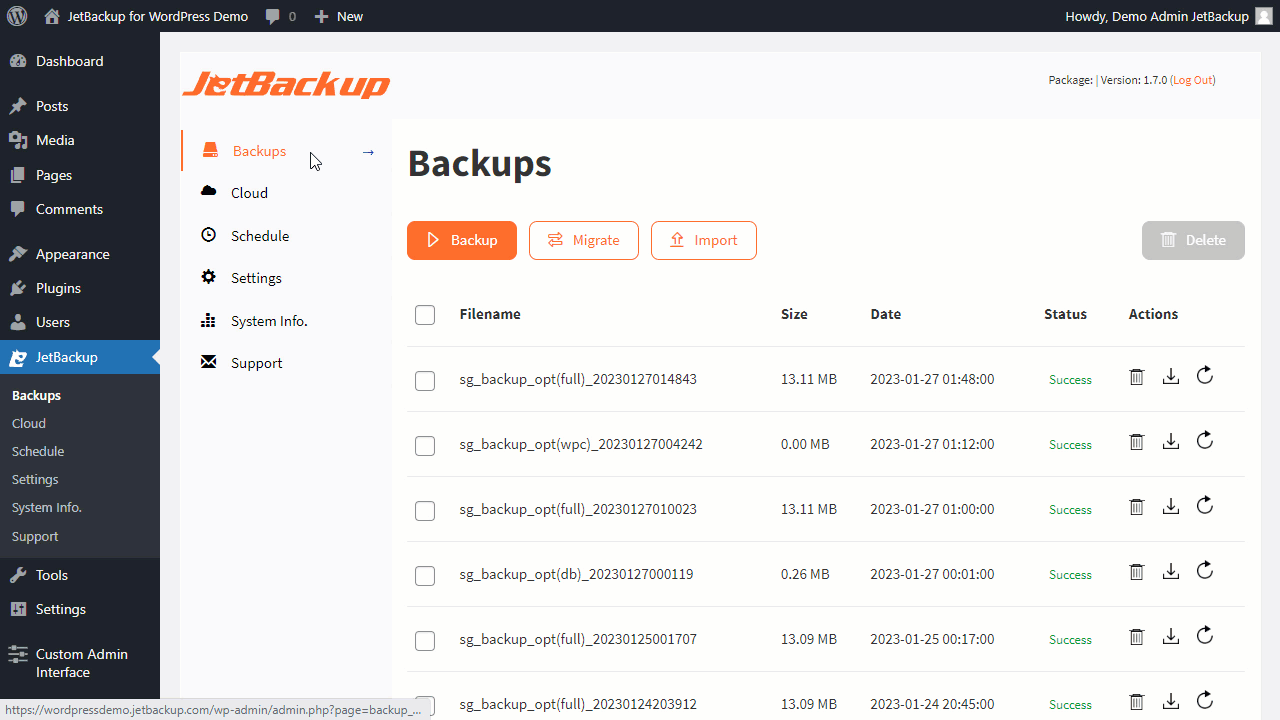 JetBackup for WordPress Demo 0 New Howdy, Demo Admin JetBackup
Dashboard
Posts
Media
Pages
Comments
Appearance
Plugins
Users
JetBackup
Backups
Cloud
Schedule
Settings
System Info.
Support
Tools
Settings
Custom Admin
Interface
JetBackup
Package: | Version: 1.7.0 (Log Out)
Backups →
Cloud
Schedule
Settings
System Info.
Support
Backups
Backup Migrate Import Delete
Filename Size Date Status Actions
sg_backup_opt(full)_20230127014843 13.11 MB 2023-01-27 01:48:00 Success
sg_backup_opt(wpc)_20230127004242 0.00 MB 2023-01-27 01:12:00 Success
sg_backup_opt(full)_20230127010023 13.11 MB 2023-01-27 01:00:00 Success
sg_backup_opt(db)_20230127000119 0.26 MB 2023-01-27 00:01:00 Success
sg_backup_opt(full)_20230125001707 13.09 MB 2023-01-25 00:17:00 Success
sg_backup_opt(full)_20230124203912 13.09 MB 2023-01-24 20:45:00 Success
https://wordpressdemo.jetbackup.com/wp-admin/admin.php?page=backup_...